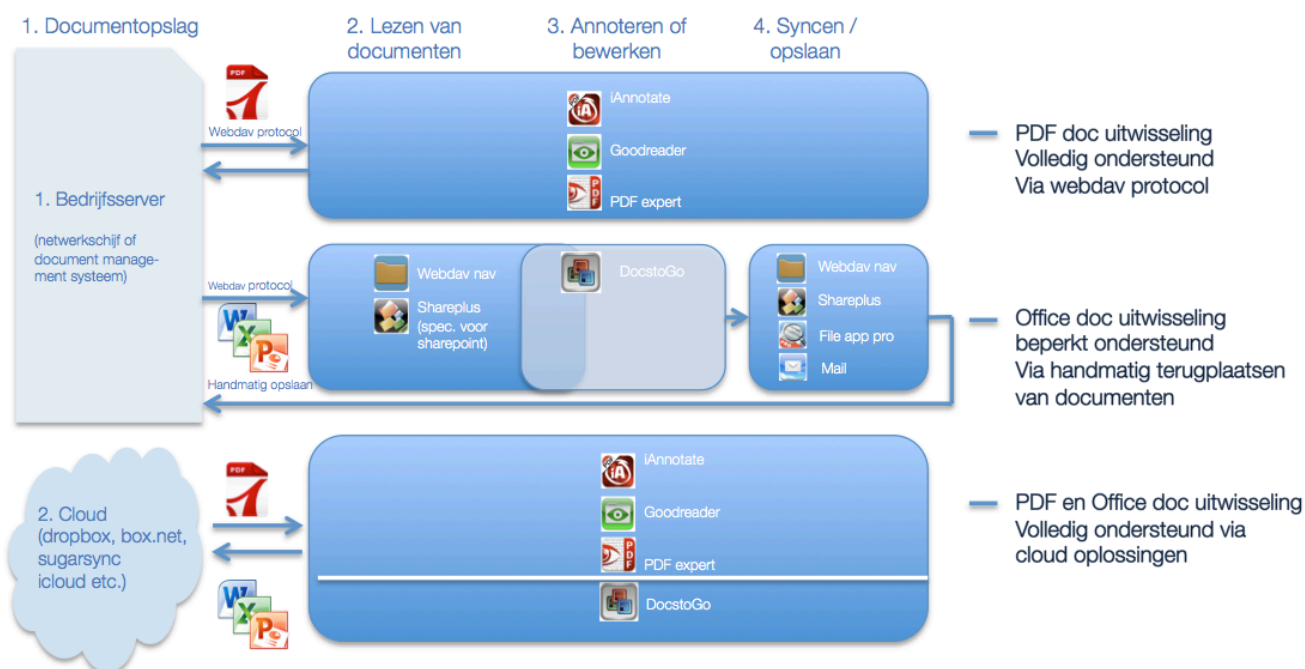 1. Documentopslag
2. Lezen van
documenten
3. Annoteren of
bewerken
4. Syncen /
opslaan
PDF
Webdav protocol
1. Bedrijfsserver
(netwerkschijf of
document manage-
ment systeem)
iAnnotate
Goodreader
PDF expert
PDF doc uitwisseling
Volledig ondersteund
Via webdav protocol
Webdav protocol
Handmatig opslaan
Webdav nav
Shareplus
(spec. voor
sharepoint)
DocstoGo
Webdav nav
Shareplus
File app pro
Mail
Office doc uitwisseling
beperkt ondersteund
Via handmatig terugplaatsen
van documenten
2. Cloud
(dropbox, box.net,
sugarsync
icloud etc.)
PDF
iAnnotate
Goodreader
PDF expert
DocstoGo
PDF en Office doc uitwisseling
Volledig ondersteund via
cloud oplossingen